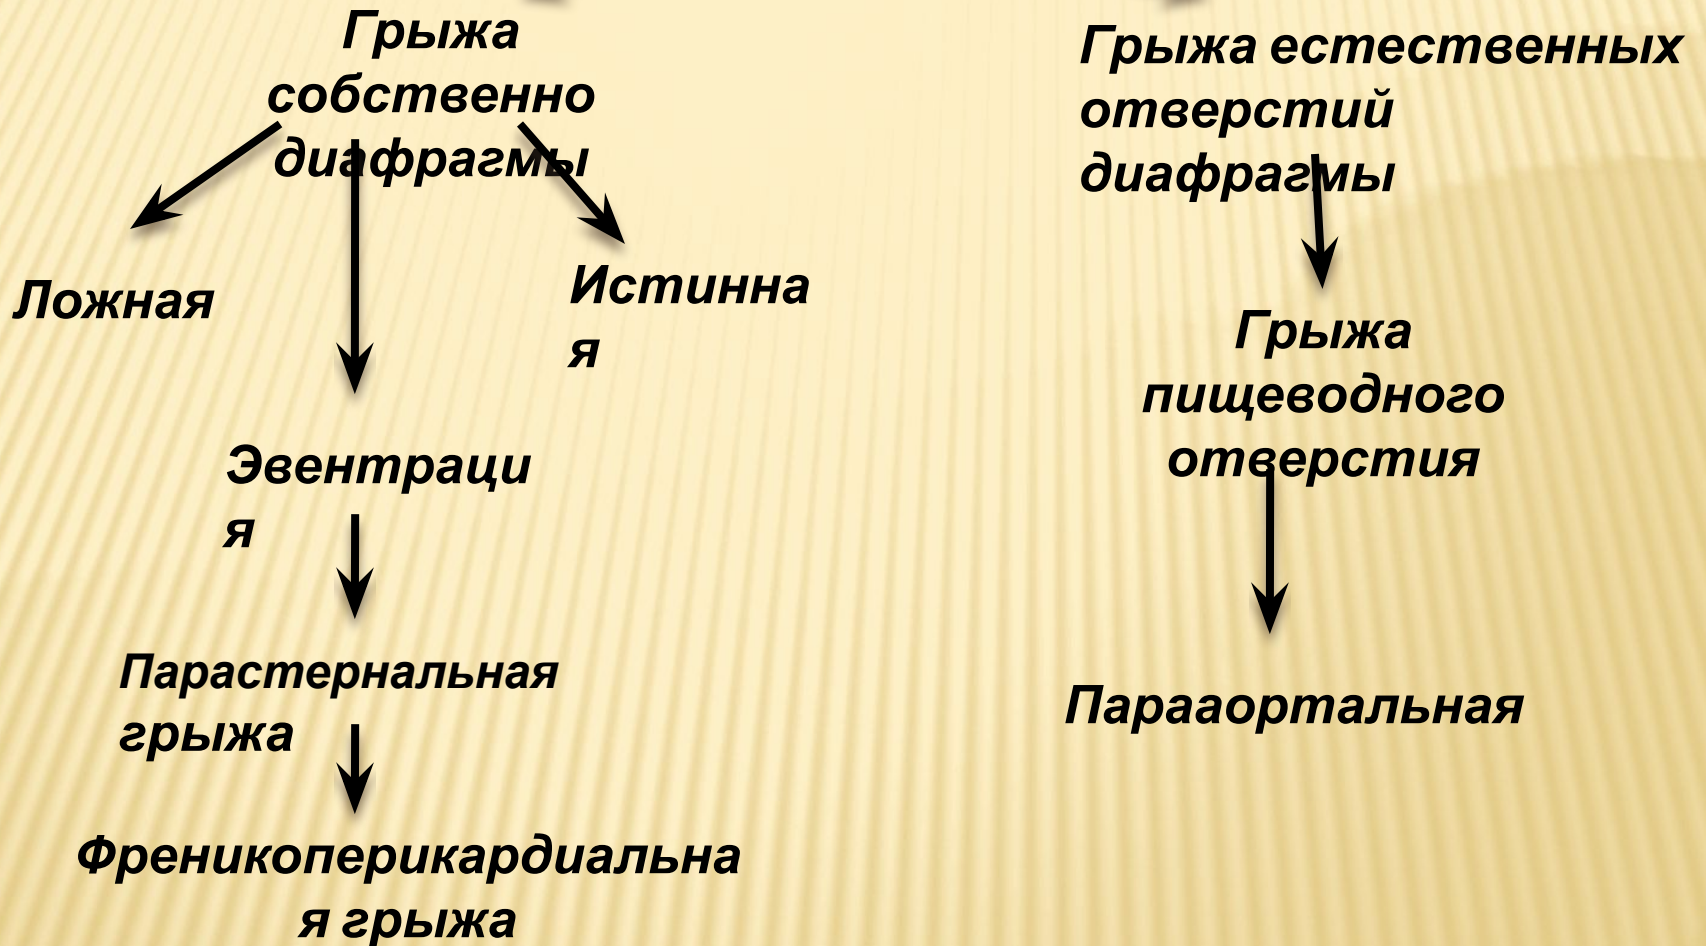 Грыжа
собственно
диафрагмы
Грыжа естественных
отверстий
диафрагмы
Ложная
Истинна
я
Грыжа
пищеводного
отверстия
Эвентраци
я
Парастернальная
грыжа
Парааортальная
Френикоперикардиальна
я грыжа